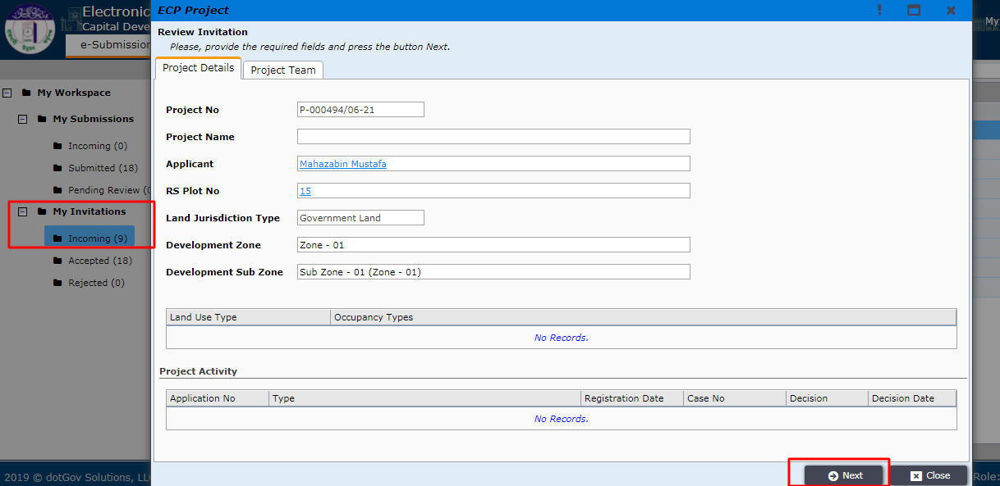 Electronic
Capital Deve
e-Submission
My
ECP Project
Review Invitation
Please, provide the required fields and press the button Next.
Project Details
Project Team
My Workspace
My Submissions
Incoming (0)
Submitted (18)
Pending Review (0
My Invitations
Incoming (9)
Accepted (18)
Rejected (0)
Project No P-000494/06-21
Project Name
Applicant Mahazabin Mustafa
RS Plot No 15
Land Jurisdiction Type Government Land
Development Zone Zone - 01
Development Sub Zone Sub Zone - 01 (Zone - 01)
Land Use Type Occupancy Types
No Records.
Project Activity
Application No Type Registration Date Case No Decision Decision Date
No Records.
Next Close
2019 © dotGov Solutions, LLC
Role: